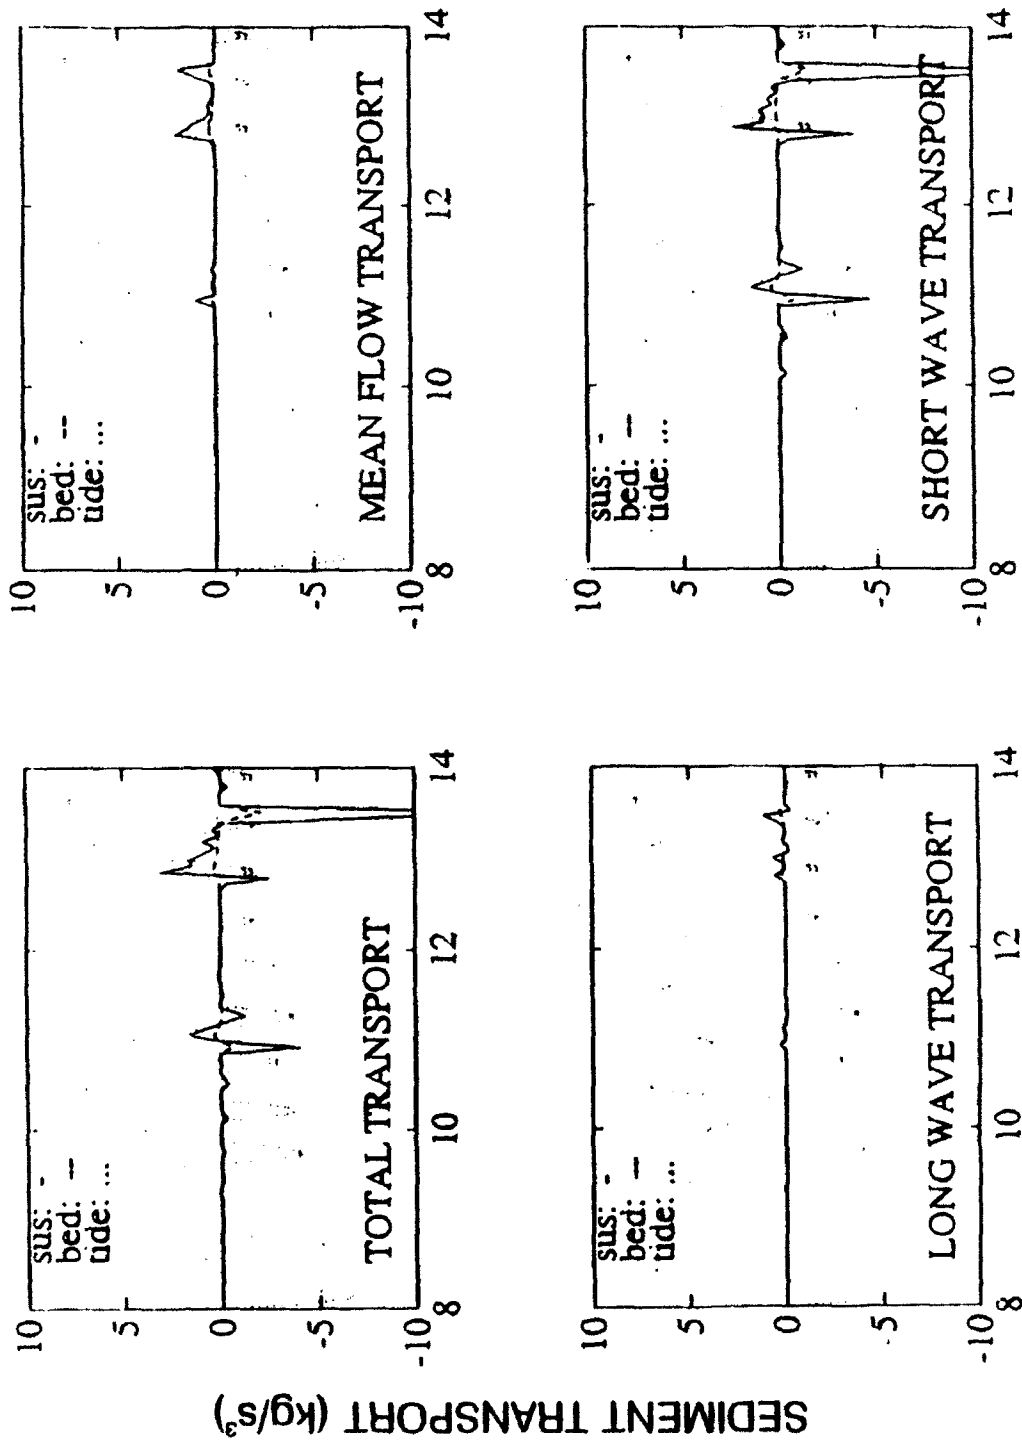 SEDIMENT TRANSPORT (kg/s³)
10
5
0
-5
-10
sus: -
bed: --
tide: ...
TOTAL TRANSPORT
8
10
12
14
10
5
0
-5
-10
sus: -
bed: --
tide: ...
MEAN FLOW TRANSPORT
8
10
12
14
10
5
0
-5
-10
sus: -
bed: --
tide: ...
LONG WAVE TRANSPORT
8
10
12
14
10
5
0
-5
-10
sus: -
bed: --
tide: ...
SHORT WAVE TRANSPORT
8
10
12
14